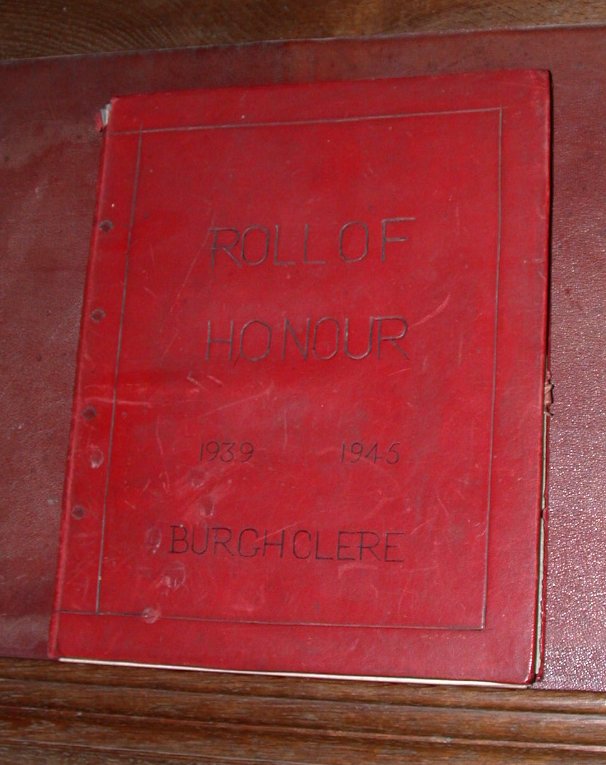 ROLL OF
HONOUR
1939 1945
BURGHCLERE